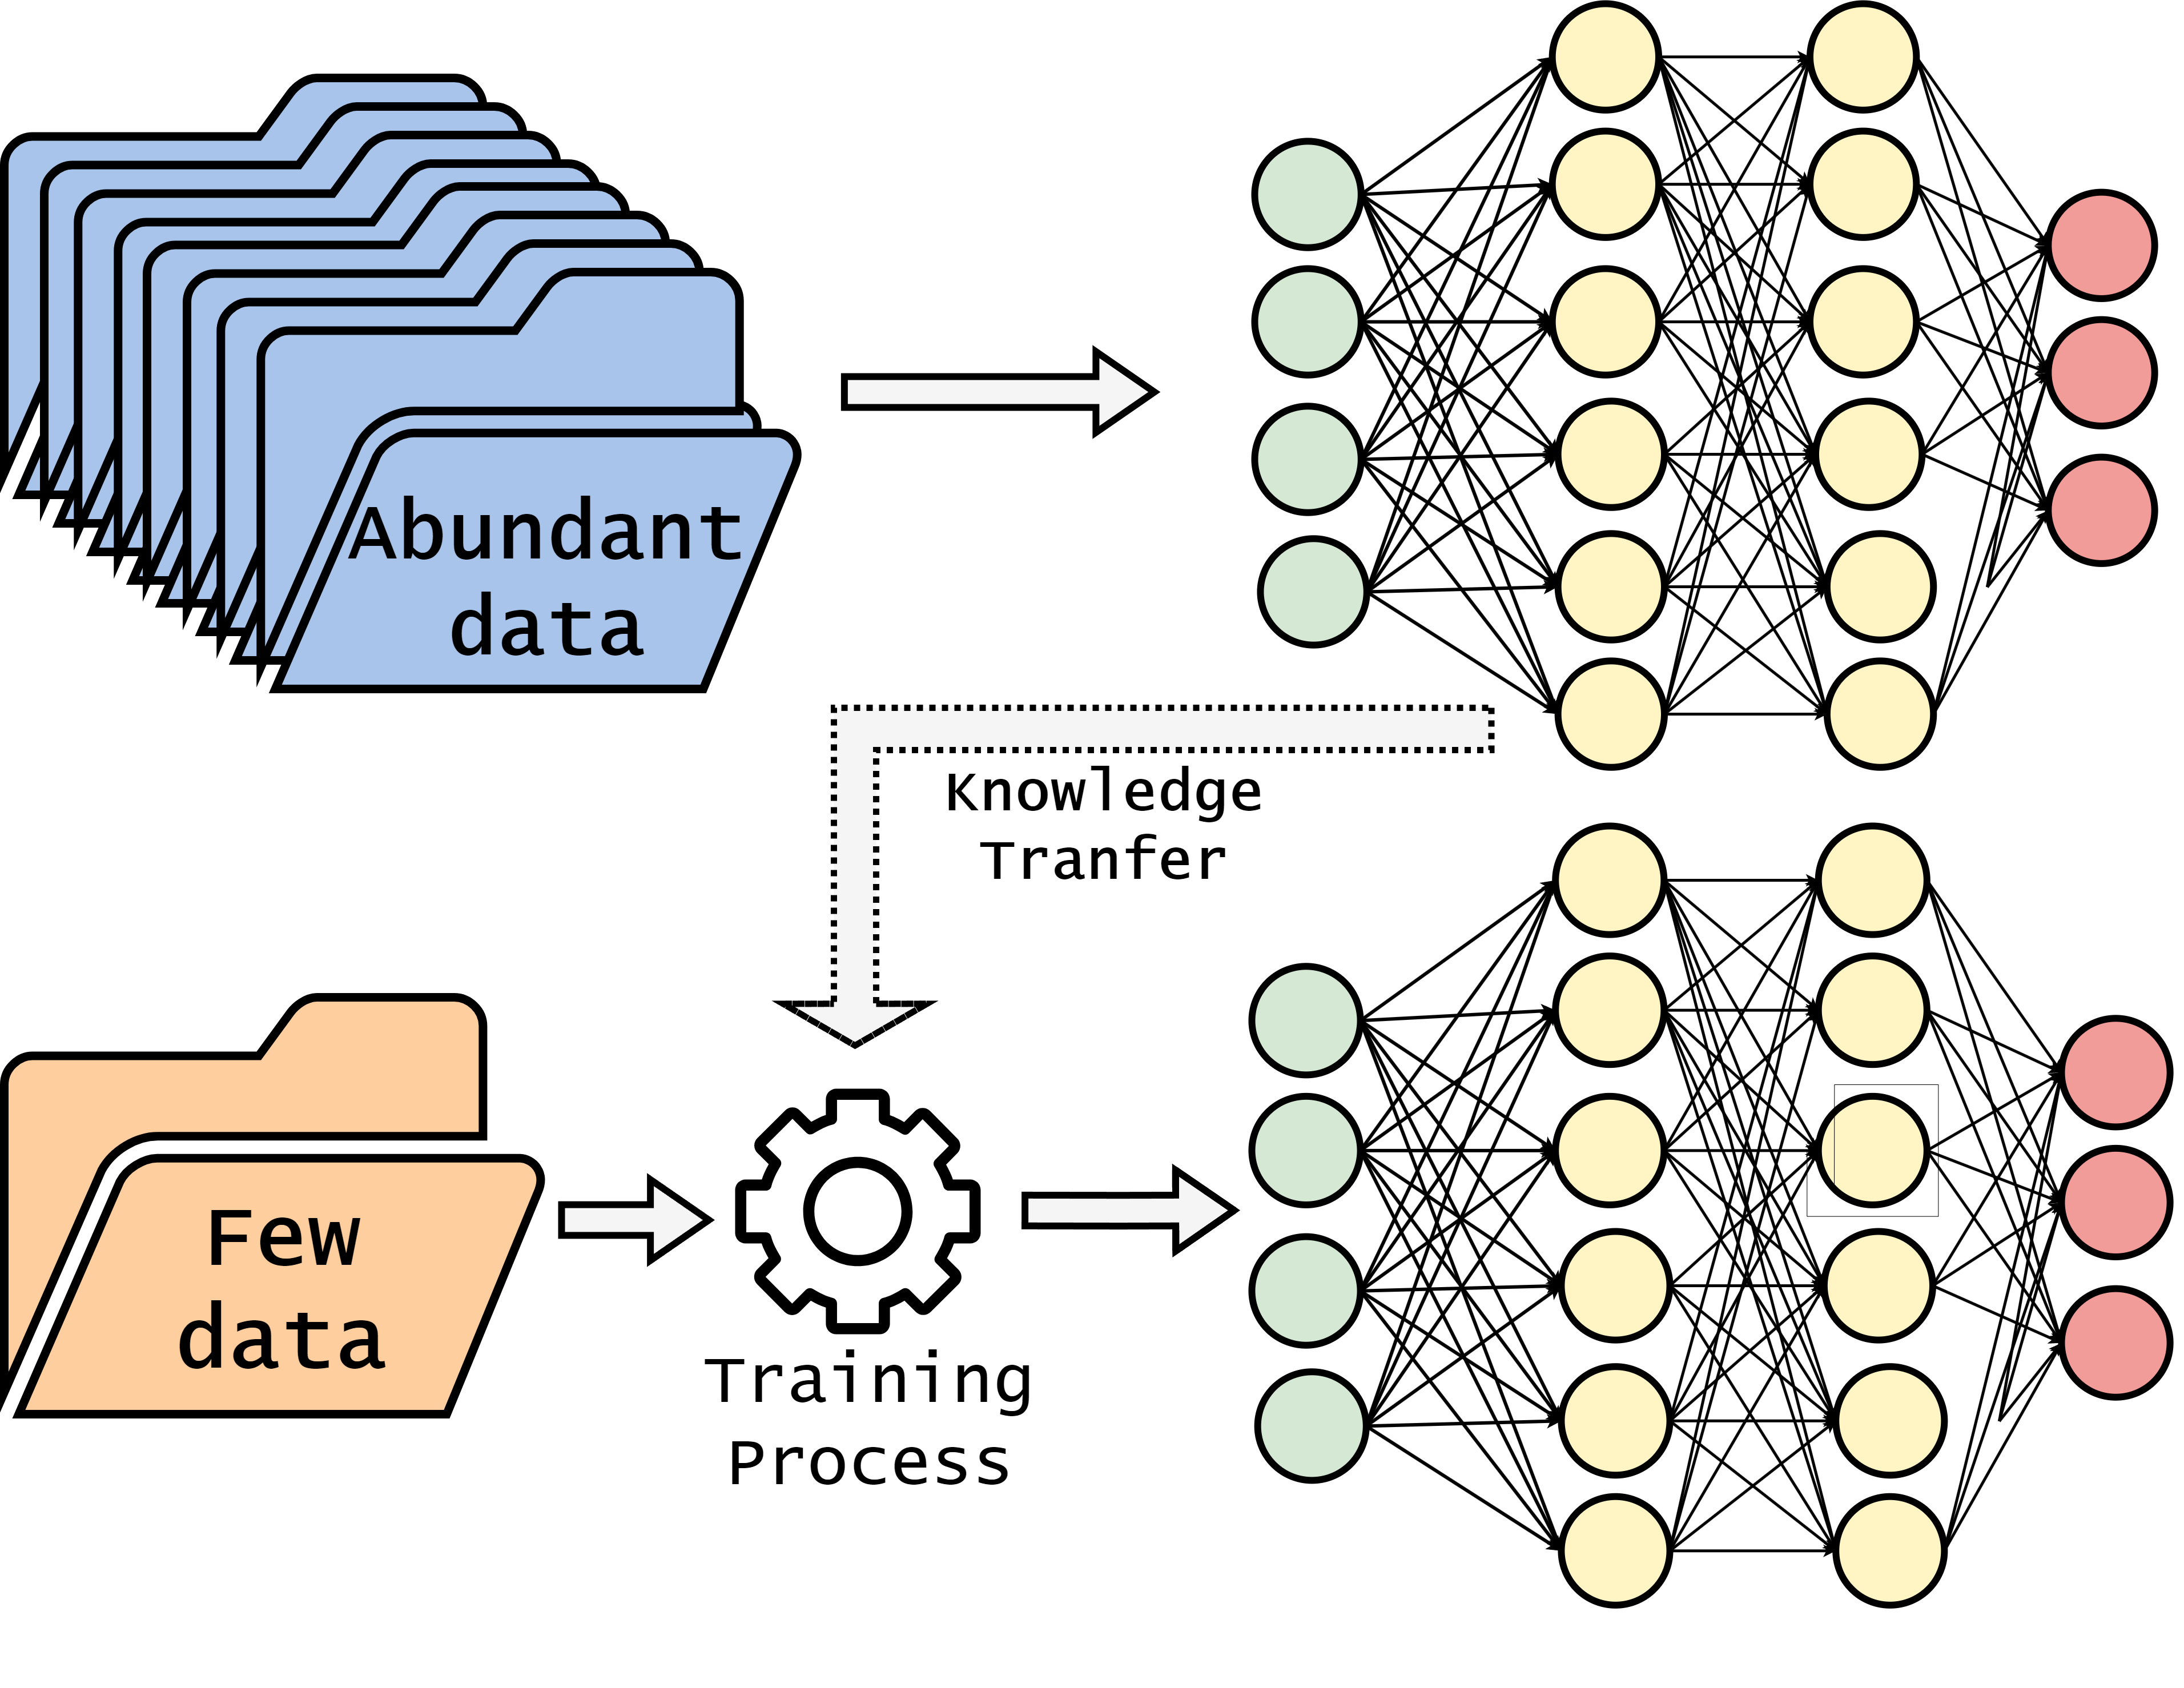 Abundant
data
Knowledge
Tranfer
Few
data
Training
Process